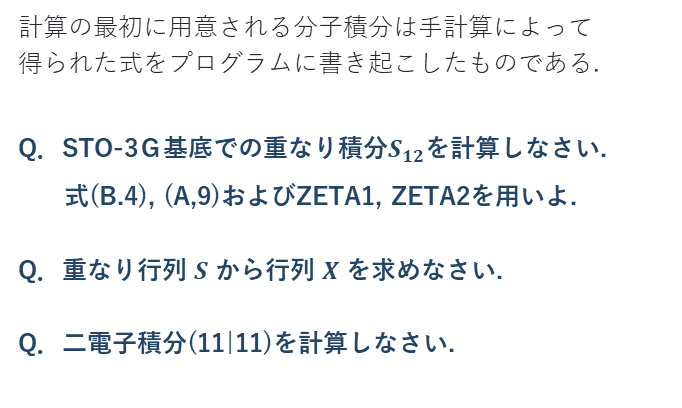 計算の最初に用意される分子積分は手計算によって
得られた式をプログラムに書き起こしたものである.
Q. STO-3G基底での重なり積分S₁₂を計算しなさい.
式(B.4), (A,9)およびZETA1, ZETA2を用いよ.
Q. 重なり行列 S から行列 X を求めなさい.
Q. 二電子積分(11|11)を計算しなさい.